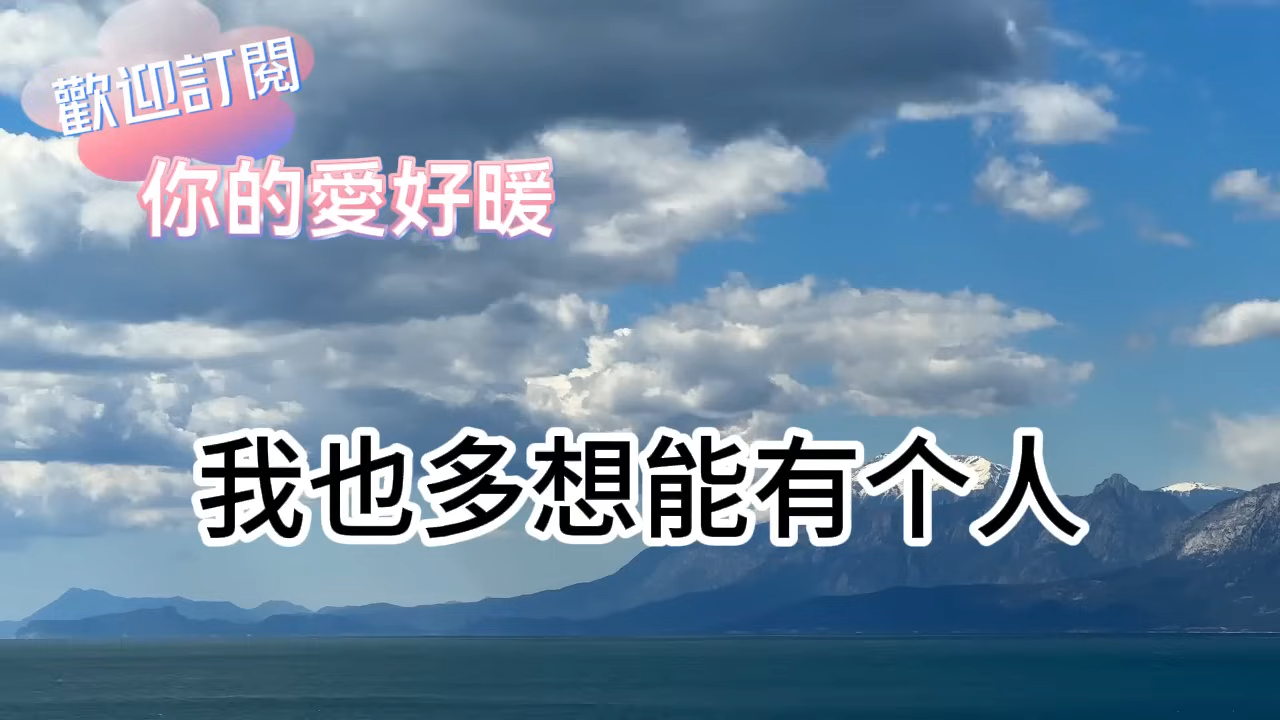 歡迎訂閱
你的愛好暖
我也多想能有个人